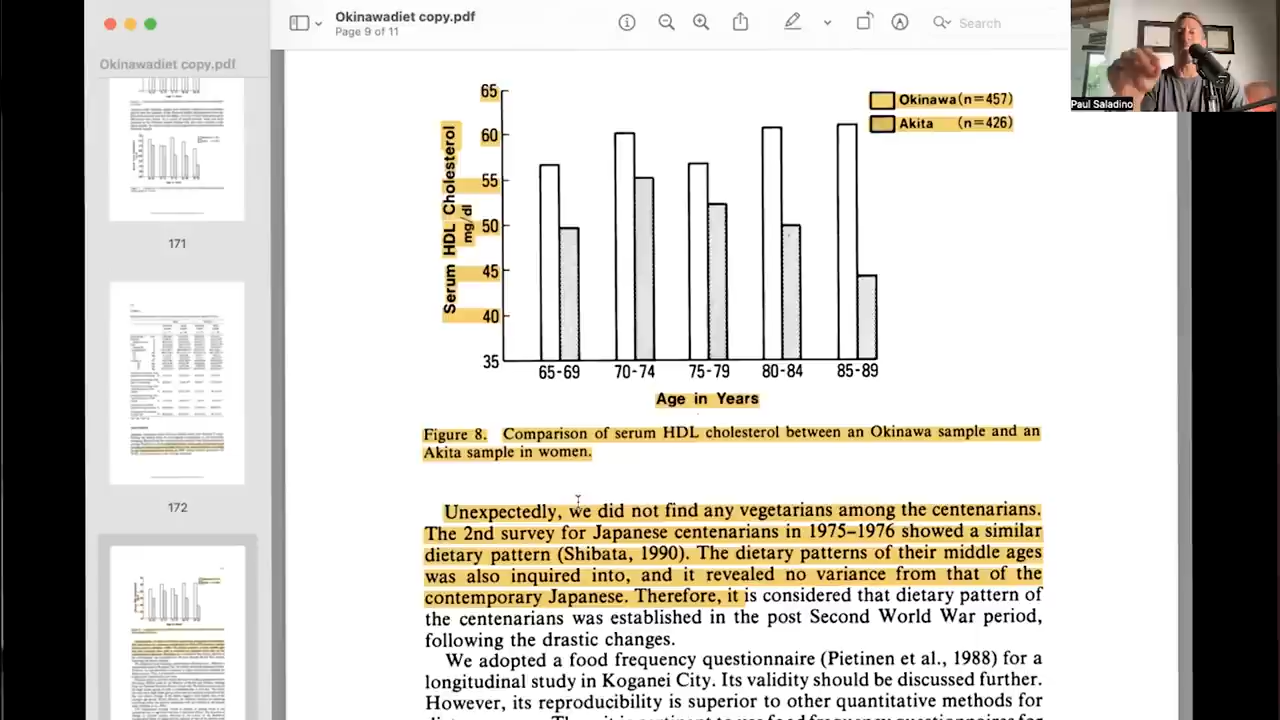 Okinawadiet copy.pdf
Page 9 of 11
Search
Paul Saladino
Okinawadiet copy.pdf
171
172
65
60
55
50
45
40
35
Serum HDL Cholesterol
mg/dl
Okinawa (n=457)
Akita (n=426)
65-69 70-74 75-79 80-84 85-89
Age in Years
Figure 8. Comparison of serum HDL cholesterol between an Okinawa sample and an
Akita sample in women.
Unexpectedly, we did not find any vegetarians among the centenarians.
The 2nd survey for Japanese centenarians in 1975–1976 showed a similar
dietary pattern (Shibata, 1990). The dietary patterns of their middle ages
was also inquired into, and it revealed no variance from that of the
contemporary Japanese. Therefore, it is considered that dietary pattern of
the centenarians was established in the post Second World War period,
following the drastic changes.
We adopted a food frequency questionnaire (P et al., 1988) for a
longitudinal study in Koganei City. Its validity should be discussed further.
However, its reproducibility is superior to other quantitative methods for